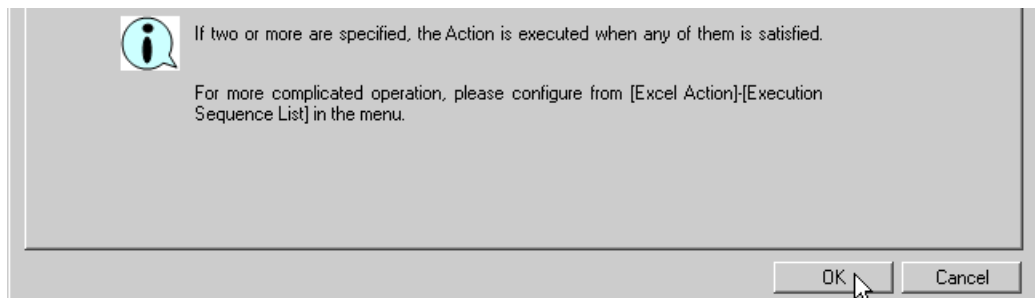 If two or more are specified, the Action is executed when any of them is satisfied.
For more complicated operation, please configure from [Excel Action]-[Execution
Sequence List] in the menu.
OK
Cancel